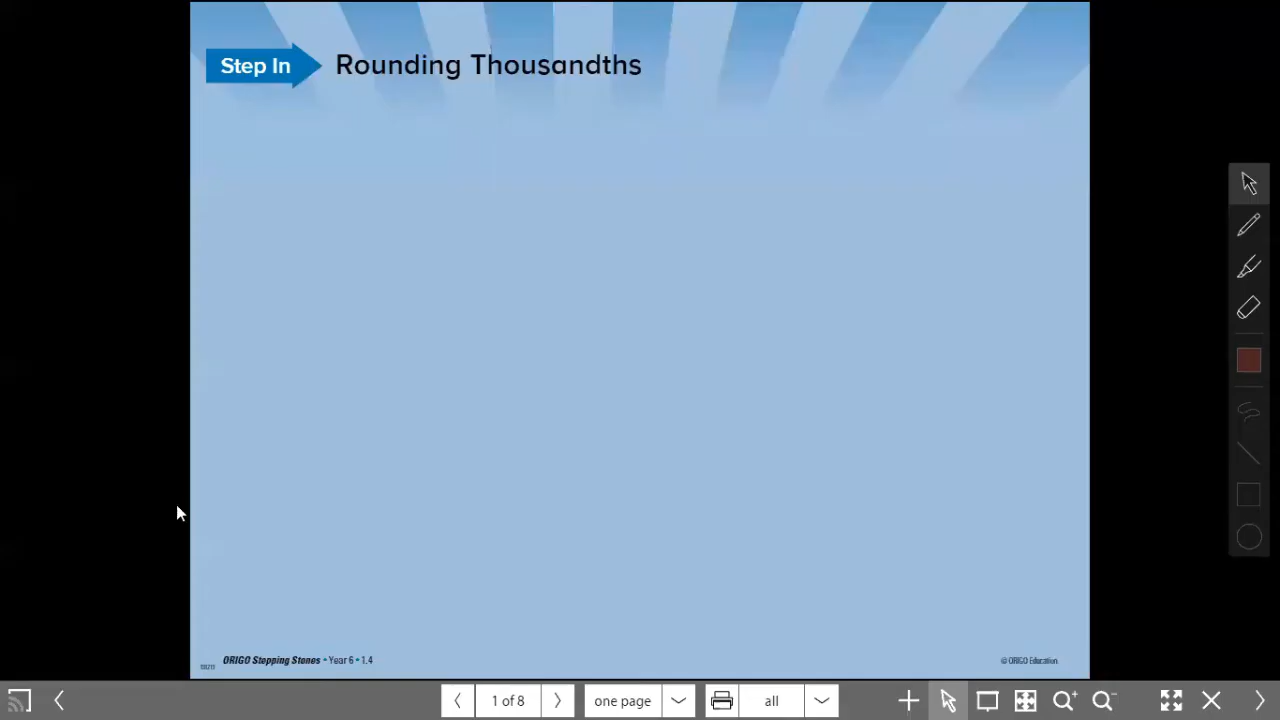 Step In Rounding Thousandths
ORIGO Stepping Stones • Year 6 • 1.4
© ORIGO Education
1 of 8 one page all